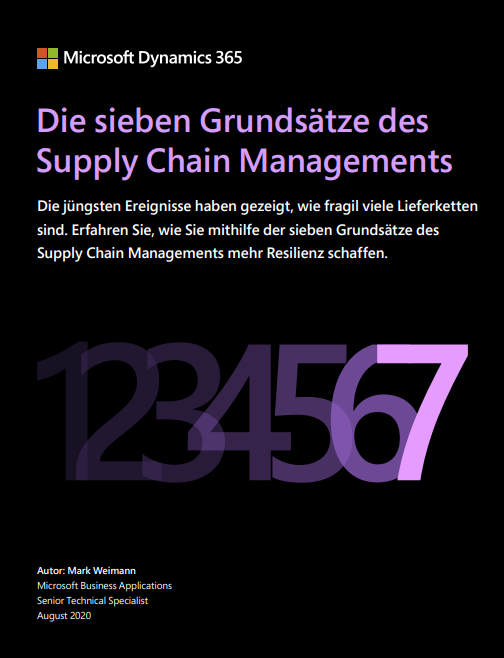 Microsoft Dynamics 365
Die sieben Grundsätze des
Supply Chain Managements
Die jüngsten Ereignisse haben gezeigt, wie fragil viele Lieferketten
sind. Erfahren Sie, wie Sie mithilfe der sieben Grundsätze des
Supply Chain Managements mehr Resilienz schaffen.
1234567
Autor: Mark Weimann
Microsoft Business Applications
Senior Technical Specialist
August 2020